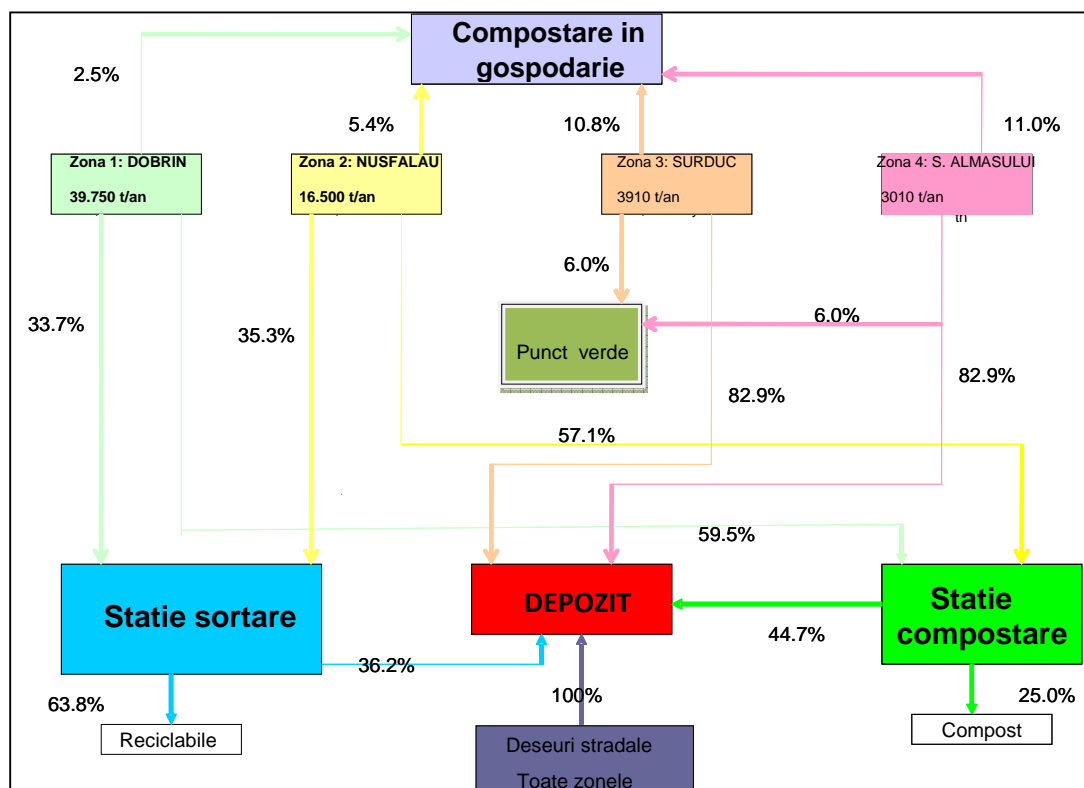 Compostare in
gospodarie
2.5%
5.4%
10.8%
11.0%
Zona 1: DOBRIN
39.750 t/an
Zona 2: NUSFALAU
16.500 t/an
Zona 3: SURDUC
3910 t/an
Zona 4: S. ALMASULUI
3010 t/an
33.7%
35.3%
6.0%
6.0%
Punct verde
82.9%
82.9%
57.1%
59.5%
Statie sortare
DEPOZIT
Statie
compostare
44.7%
36.2%
63.8%
100%
25.0%
Reciclabile
Compost
Deseuri stradale
Toate zonele